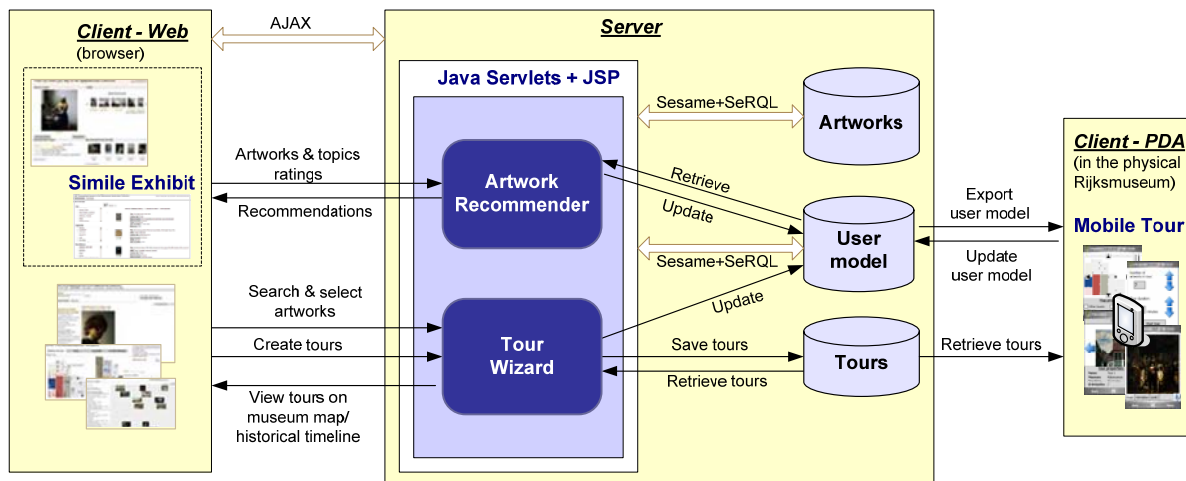 Client - Web
(browser)
AJAX
Server
Simile Exhibit
Java Servlets + JSP
Artworks & topics
ratings
Recommendations
Artwork
Recommender
Sesame+SeRQL
Artworks
Retrieve
Update
User
model
Sesame+SeRQL
Update
Export
user model
Update
user model
Client - PDA
(in the physical
Rijksmuseum)
Mobile Tour
Search & select
artworks
Create tours
View tours on
museum map/
historical timeline
Tour
Wizard
Save tours
Retrieve tours
Tours
Retrieve tours